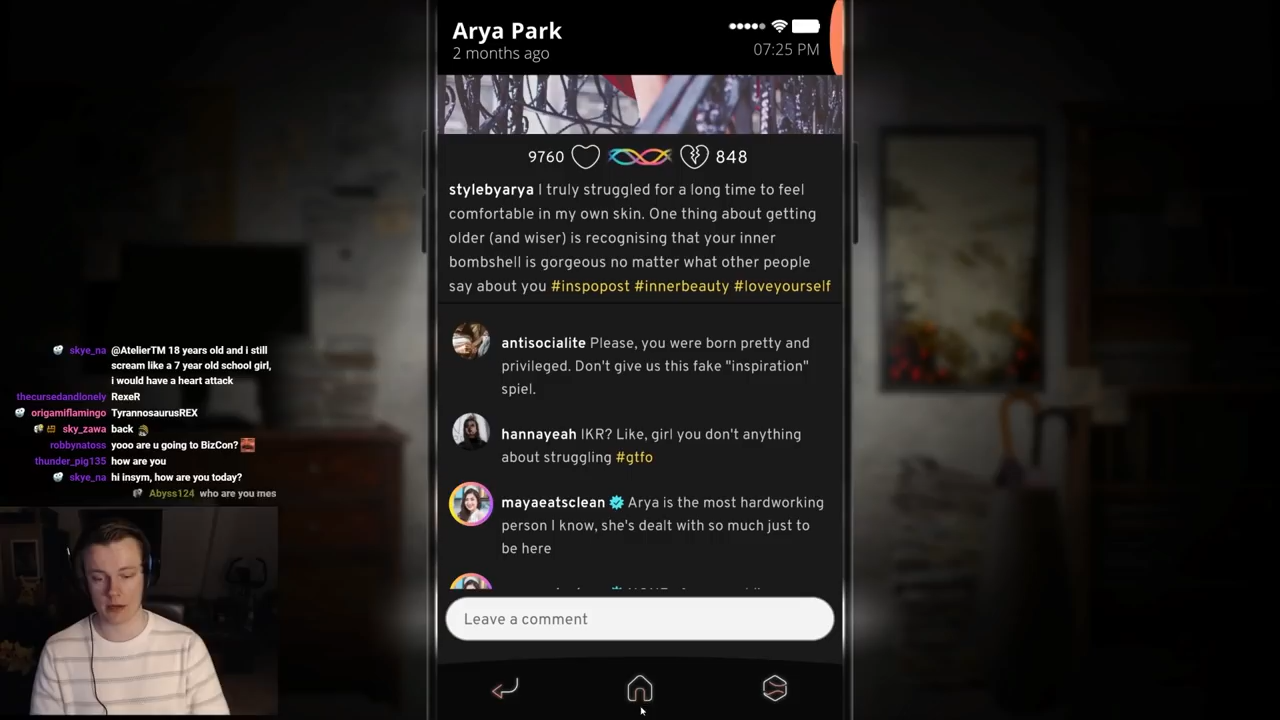 Arya Park
2 months ago
07:25 PM
9760
848
stylebyarya I truly struggled for a long time to feel
comfortable in my own skin. One thing about getting
older (and wiser) is recognising that your inner
bombshell is gorgeous no matter what other people
say about you #inspopost #innerbeauty #loveyourself
antisocialite Please, you were born pretty and
privileged. Don't give us this fake "inspiration"
spiel.
hannayeah IKR? Like, girl you don't anything
about struggling #gtfo
mayaeatsclean Arya is the most hardworking
person I know, she's dealt with so much just to
be here
Leave a comment
skye_na @AtelierTM 18 years old and i still
scream like a 7 year old school girl,
i would have a heart attack
thecursedandlonely RexeR
origamiflamingo TyrannosaurusREX
sky_zawa back
robbynatoss yooo are u going to BizCon?
thunder_pig135 how are you
skye_na hi insym, how are you today?
Abyss124 who are you mes